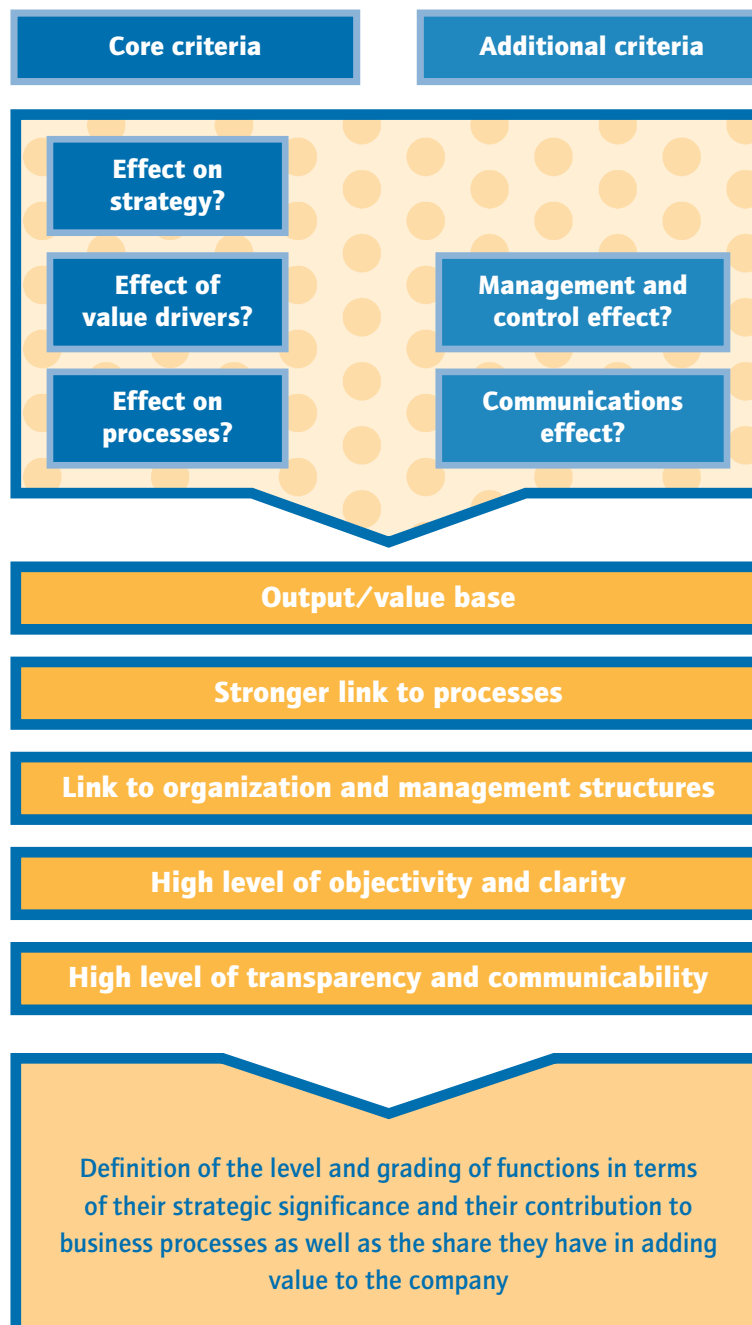 Core criteria
Additional criteria
Effect on
strategy?
Effect of
value drivers?
Management and
control effect?
Effect on
processes?
Communications
effect?
Output/value base
Stronger link to processes
Link to organization and management structures
High level of objectivity and clarity
High level of transparency and communicability
Definition of the level and grading of functions in terms
of their strategic significance and their contribution to
business processes as well as the share they have in adding
value to the company